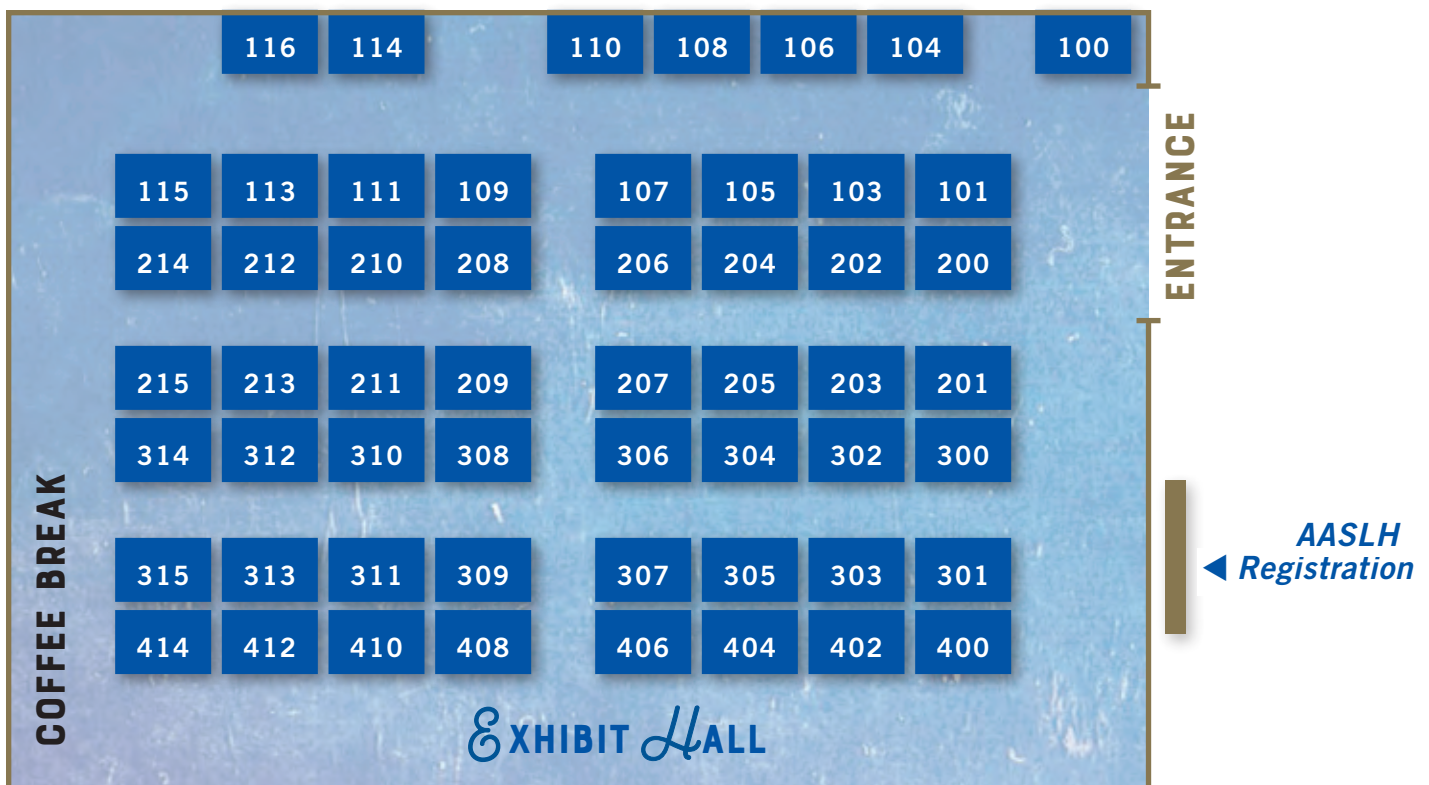 116 114 110 108 106 104 100
ENTRANCE
115 113 111 109 107 105 103 101
214 212 210 208 206 204 202 200
215 213 211 209 207 205 203 201
314 312 310 308 306 304 302 300
COFFEE BREAK
AASLH
Registration
315 313 311 309 307 305 303 301
414 412 410 408 406 404 402 400
EXHIBIT HALL